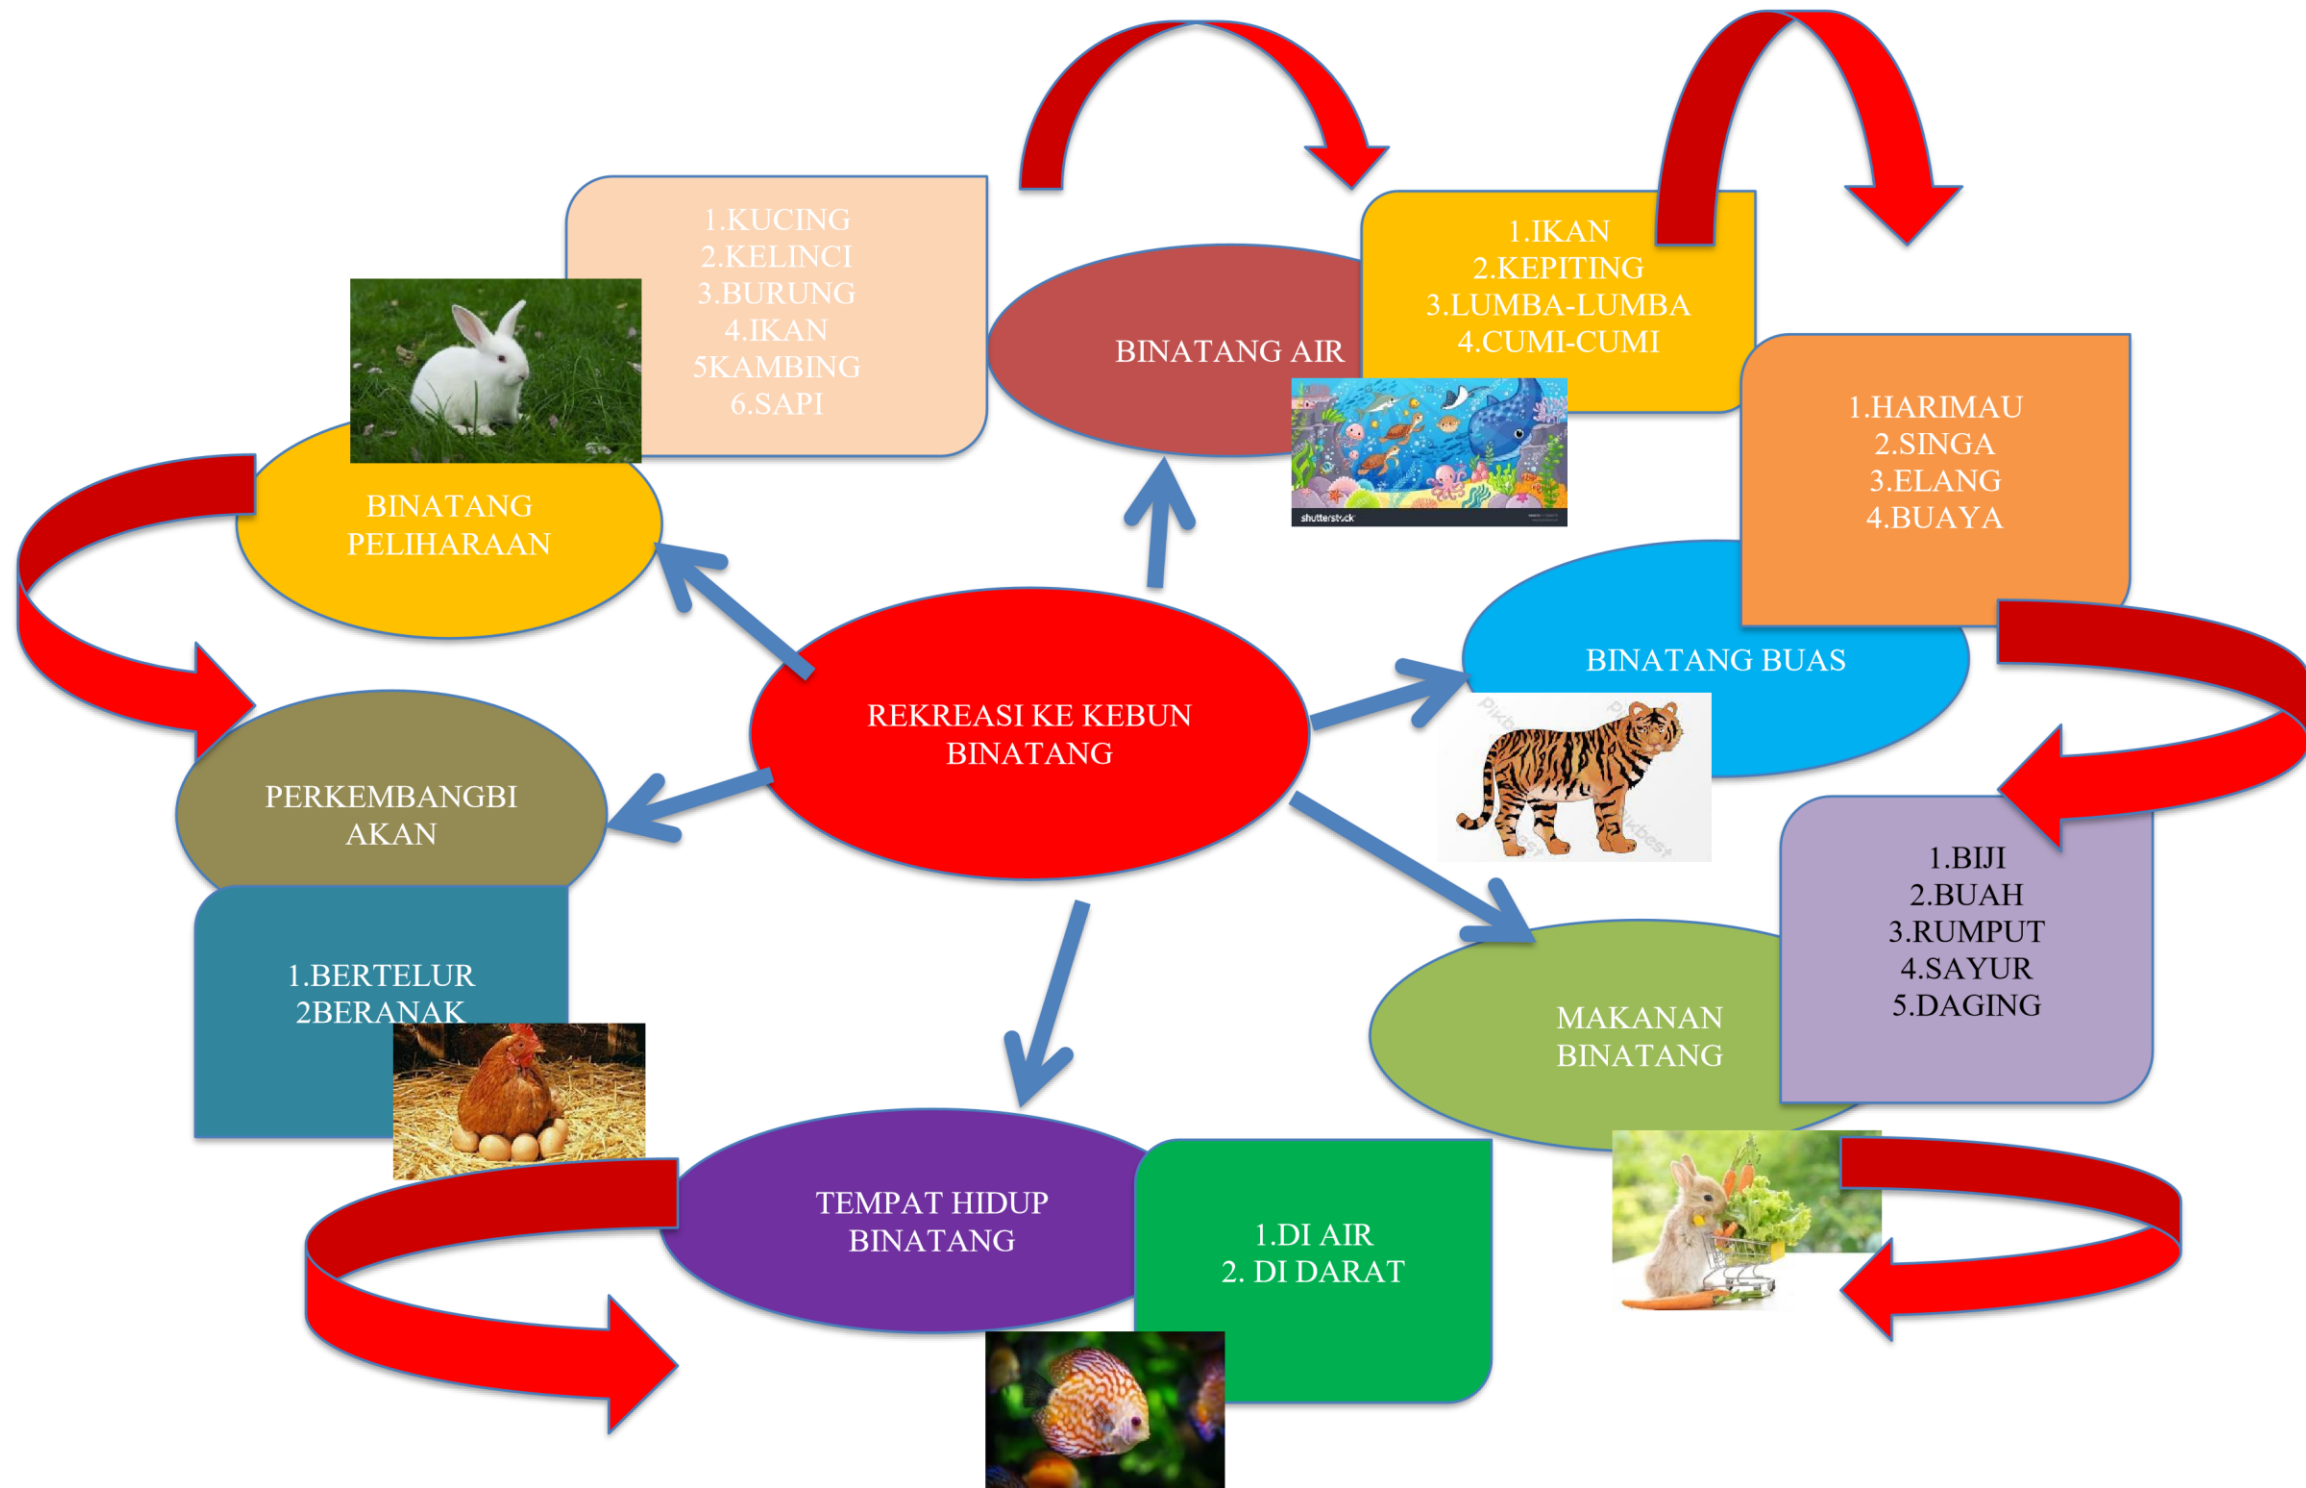 1.KUCING
2.KELINCI
3.BURUNG
4.IKAN
5KAMBING
6.SAPI
BINATANG
PELIHARAAN
BINATANG AIR
1.IKAN
2.KEPITING
3.LUMBA-LUMBA
4.CUMI-CUMI
shutterstock
1.HARIMAU
2.SINGA
3.ELANG
4.BUAYA
BINATANG BUAS
Pikbest
Pikbest
Pikbest
REKREASI KE KEBUN
BINATANG
PERKEMBANGBI
AKAN
1.BERTELUR
2BERANAK
1.BIJI
2.BUAH
3.RUMPUT
4.SAYUR
5.DAGING
MAKANAN
BINATANG
TEMPAT HIDUP
BINATANG
1.DI AIR
2. DI DARAT